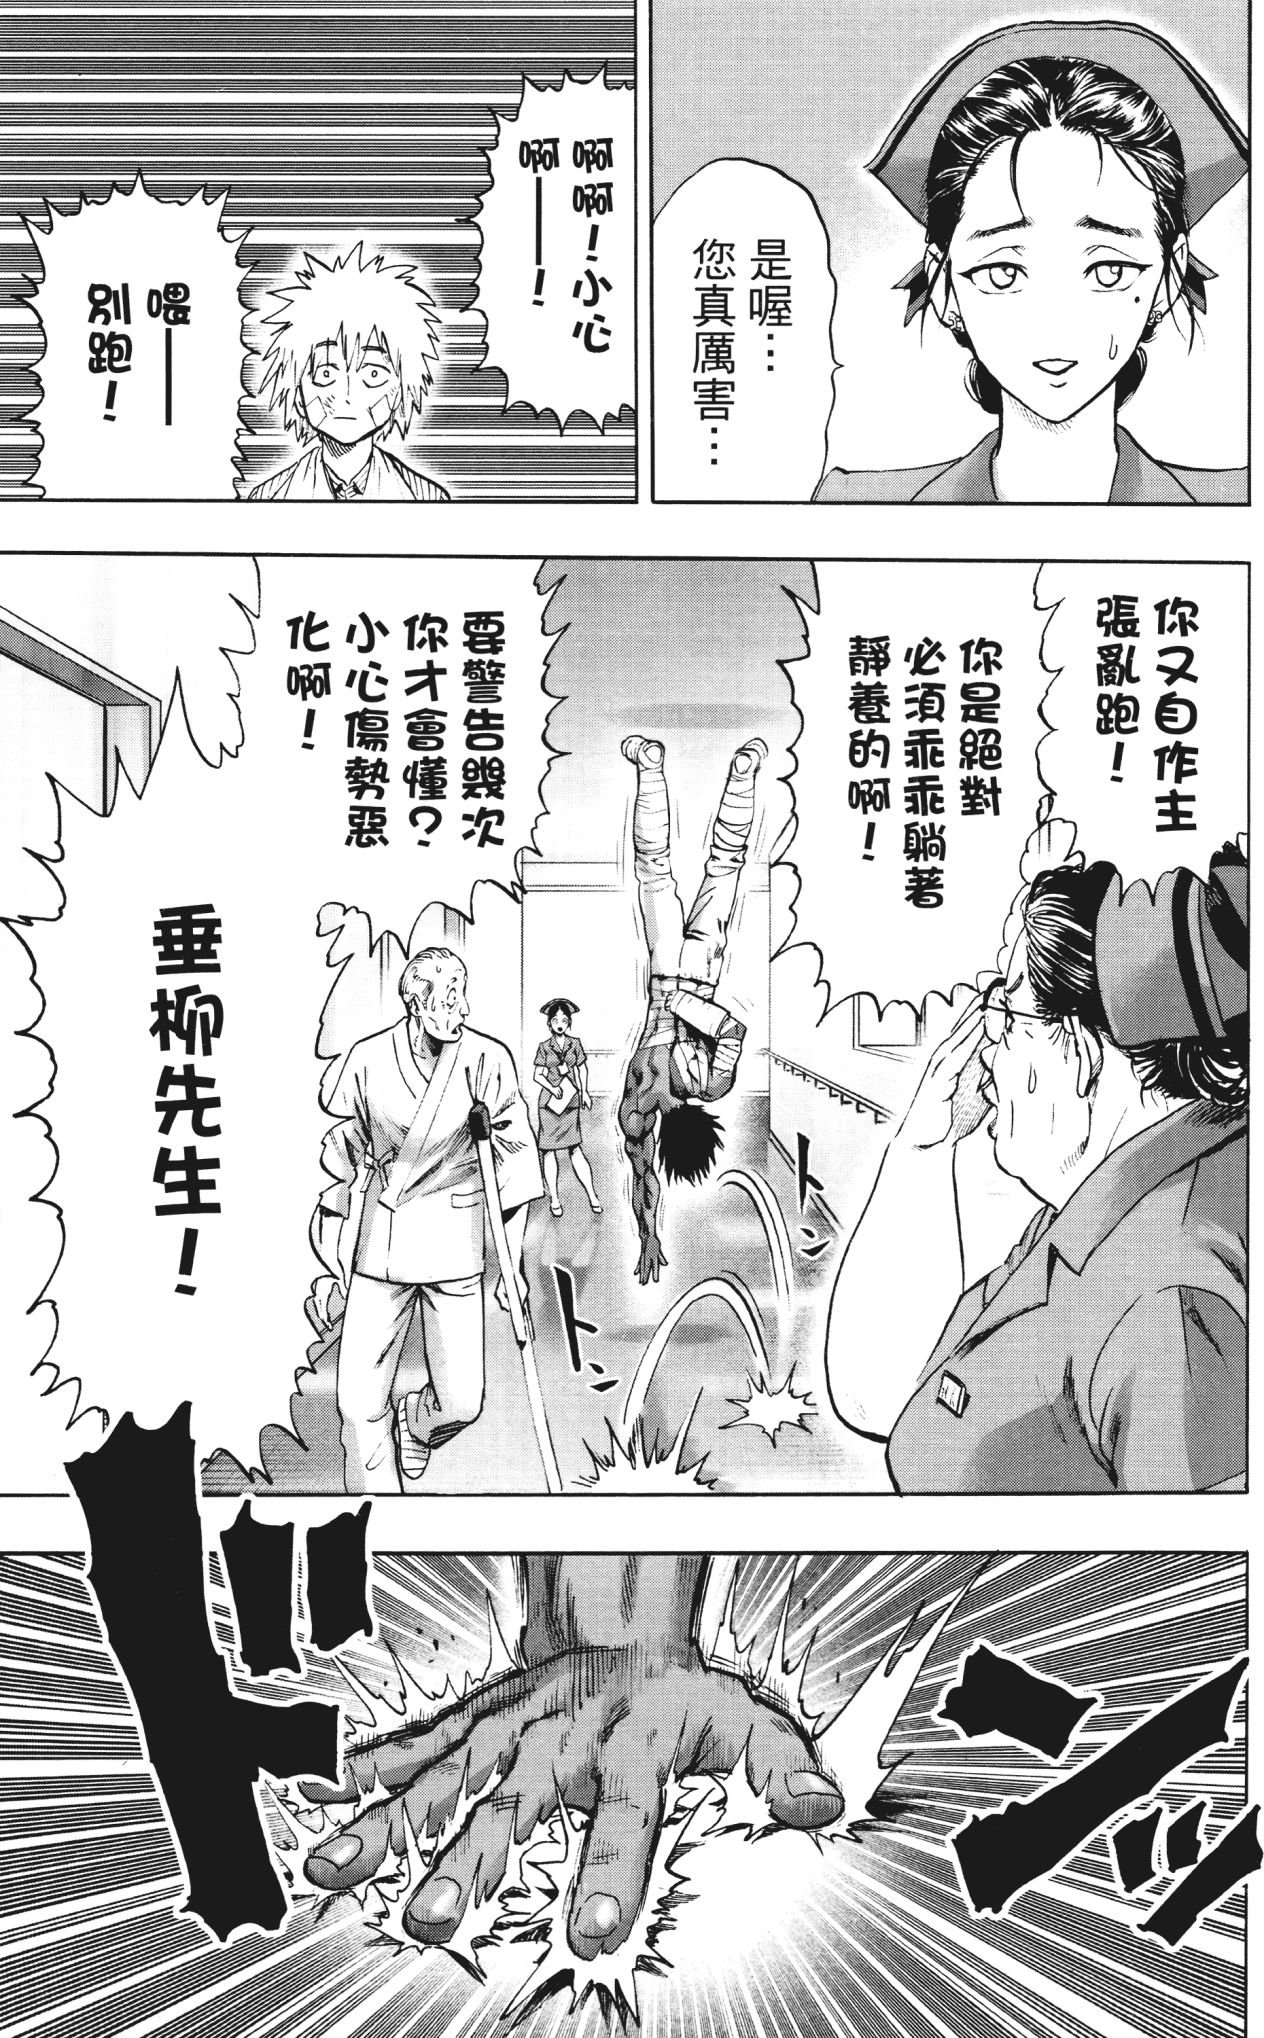 是喔…
您真厲害…
啊啊！小心
啊——！
喂——
別跑！
你又自作主
張亂跑！
你是絕對
必須乖乖躺著
靜養的啊！
要警告幾次
你才會懂？
小心傷勢惡
化啊！
垂柳先生！
トン
トン
ドンッ